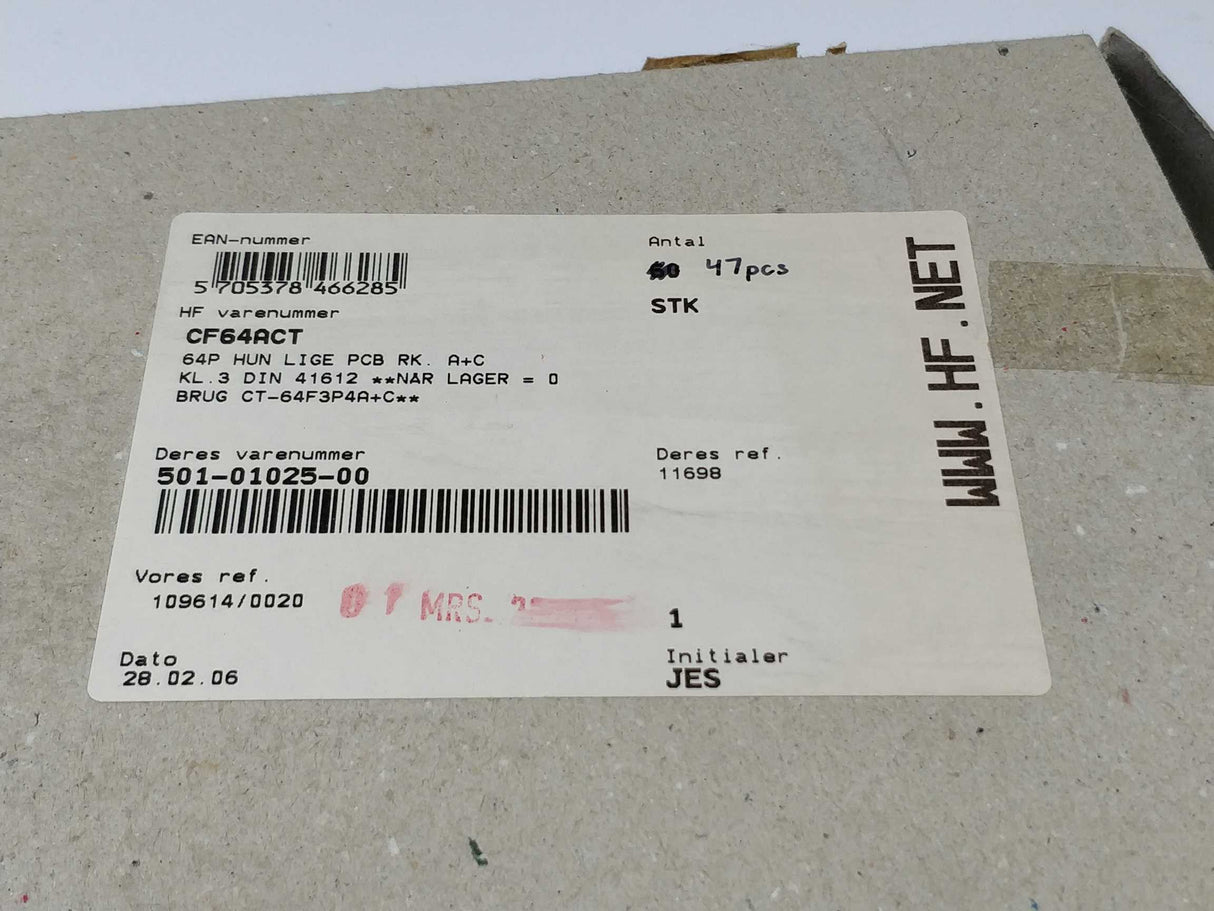 EAN-nummer
5 705378 466285
HF varenummer
CF64ACT
64P HUN LIGE PCB RK. A+C
KL.3 DIN 41612 **NÅR LAGER = 0
BRUG CT-64F3P4A+C**
Antal
47pcs
STK
WWW.HF.NET
Deres varenummer
501-01025-00
Deres ref.
11698
Vores ref.
109614/0020
01 MRS.
1
Dato
28.02.06
Initialer
JES